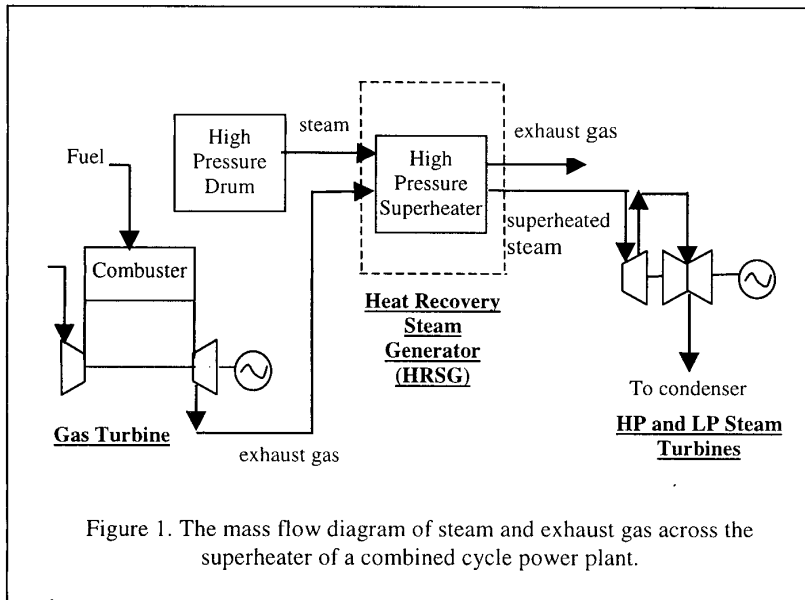 steam
exhaust gas
Fuel
High
Pressure
Drum
High
Pressure
Superheater
superheated
steam
Combuster
Heat Recovery
Steam
Generator
(HRSG)
To condenser
Gas Turbine
HP and LP Steam
Turbines
exhaust gas
Figure 1. The mass flow diagram of steam and exhaust gas across the
superheater of a combined cycle power plant.